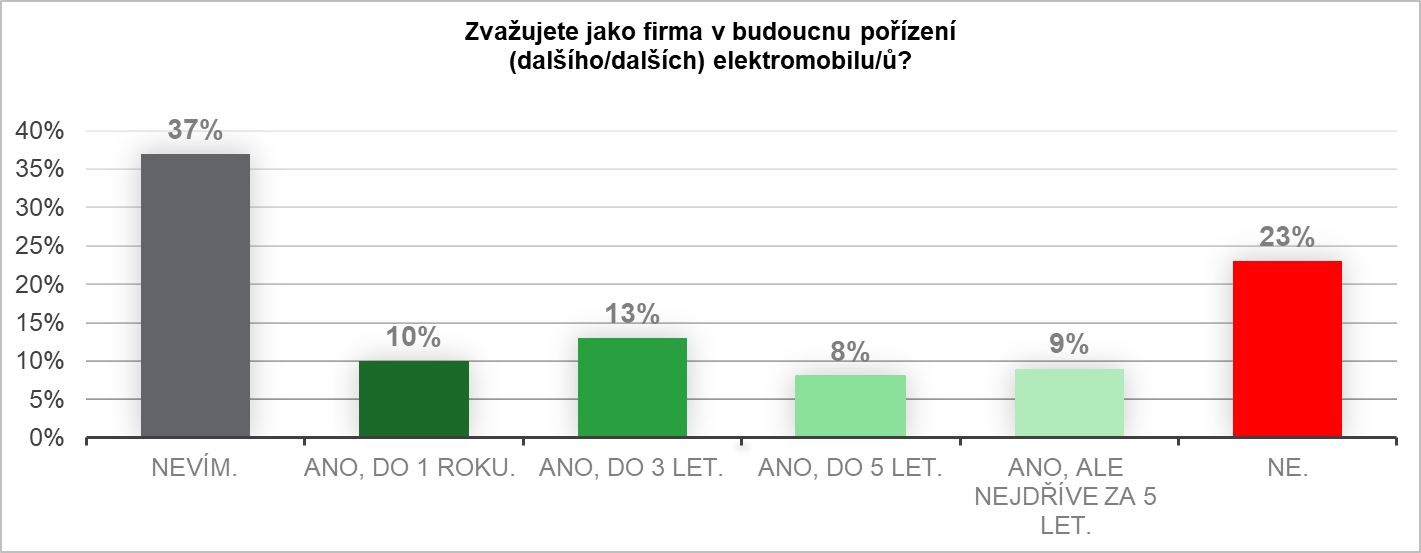 Zvažujete jako firma v budoucnu pořízení
(dalšího/dalších) elektromobilu/ů?
40%
35%
30%
25%
20%
15%
10%
5%
0%
37%
10%
13%
8%
9%
23%
NEVÍM.
ANO, DO 1 ROKU.
ANO, DO 3 LET.
ANO, DO 5 LET.
ANO, ALE
NEJDŘÍVE ZA 5
LET.
NE.